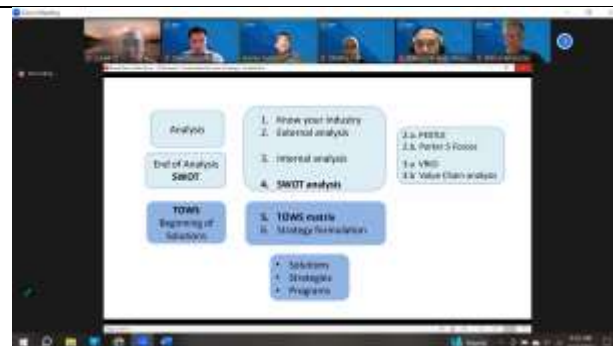 Analysis
End of Analysis
SWOT
TOWS
Beginning of
Solutions
1. Know your industry
2. External analysis
3. Internal analysis
4. SWOT analysis
5. TOWS matrix
6. Strategy formulation
• Solutions
• Strategies
• Programs
2.a. PESTLE
2.b. Porter 5 Forces
3.a. VRIO
3.b. Value Chain analysis